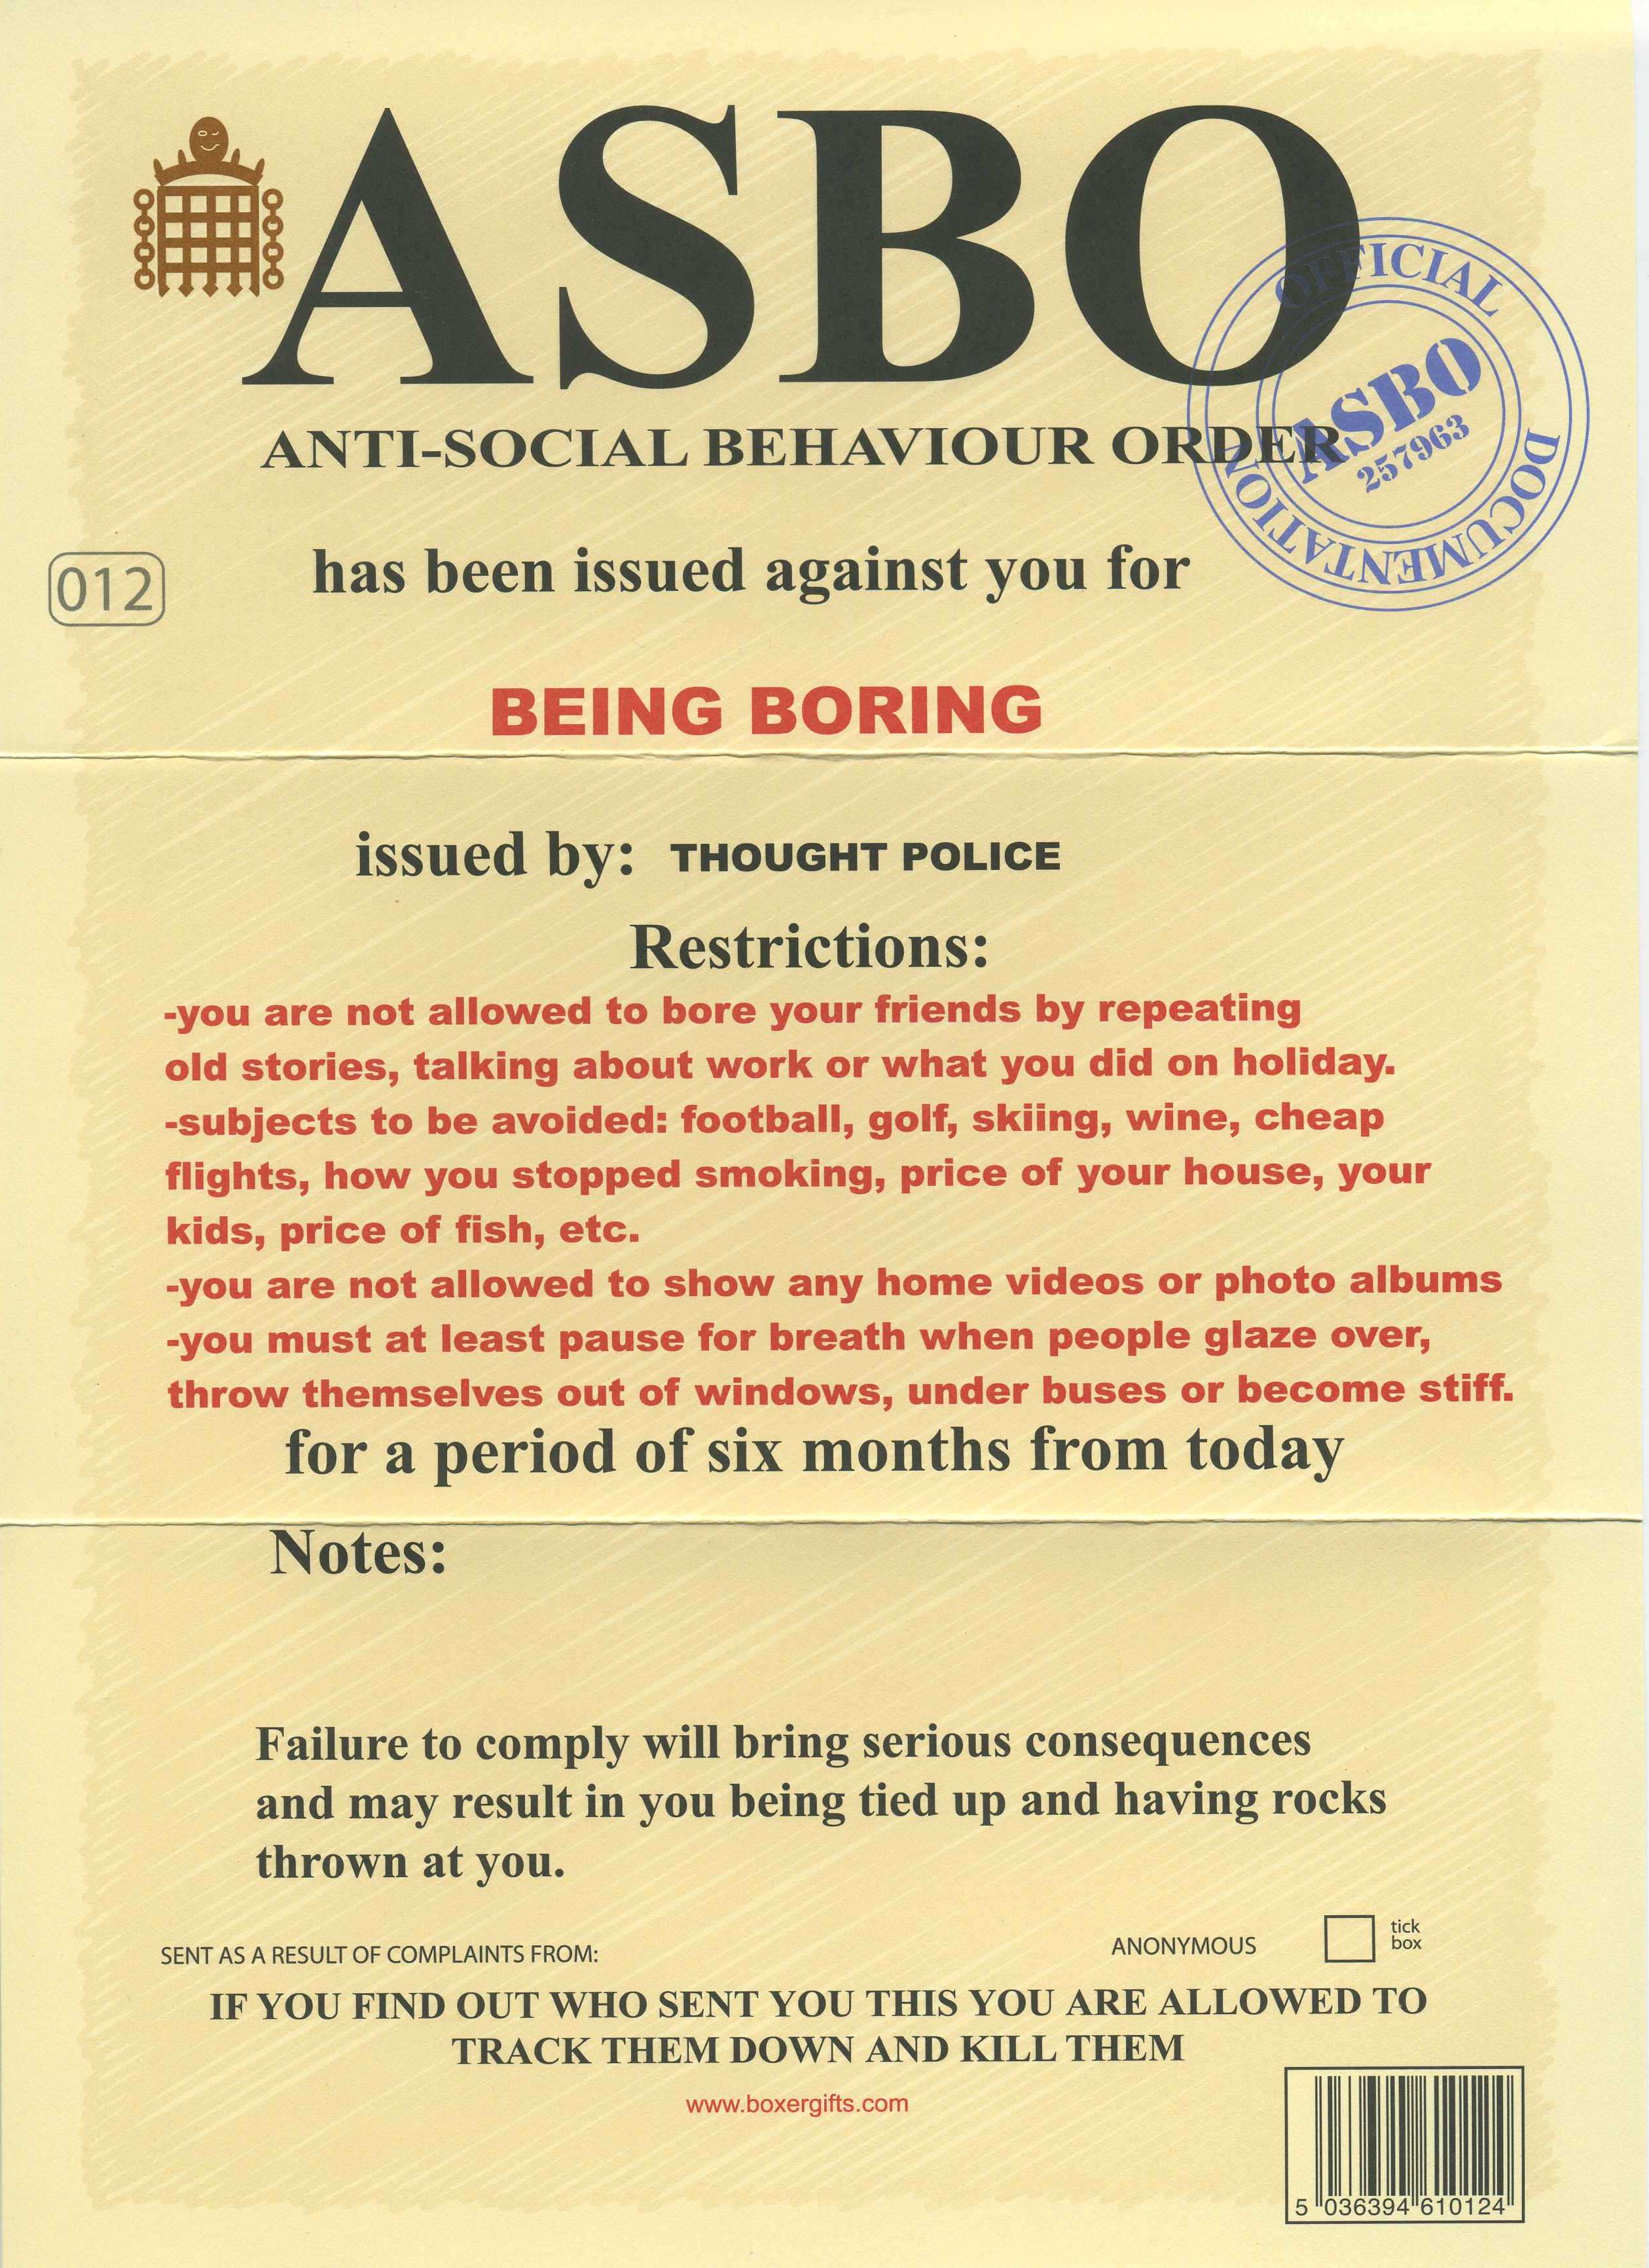 ASBO
OFFICIAL
ASBO
257963
DOCUMENTATION
ANTI-SOCIAL BEHAVIOUR ORDER
012
has been issued against you for
BEING BORING
issued by: THOUGHT POLICE
Restrictions:
-you are not allowed to bore your friends by repeating
old stories, talking about work or what you did on holiday.
-subjects to be avoided: football, golf, skiing, wine, cheap
flights, how you stopped smoking, price of your house, your
kids, price of fish, etc.
-you are not allowed to show any home videos or photo albums
-you must at least pause for breath when people glaze over,
throw themselves out of windows, under buses or become stiff.
for a period of six months from today
Notes:
Failure to comply will bring serious consequences
and may result in you being tied up and having rocks
thrown at you.
SENT AS A RESULT OF COMPLAINTS FROM:
ANONYMOUS
tick
box
IF YOU FIND OUT WHO SENT YOU THIS YOU ARE ALLOWED TO
TRACK THEM DOWN AND KILL THEM
www.boxergifts.com
5 036394 610124